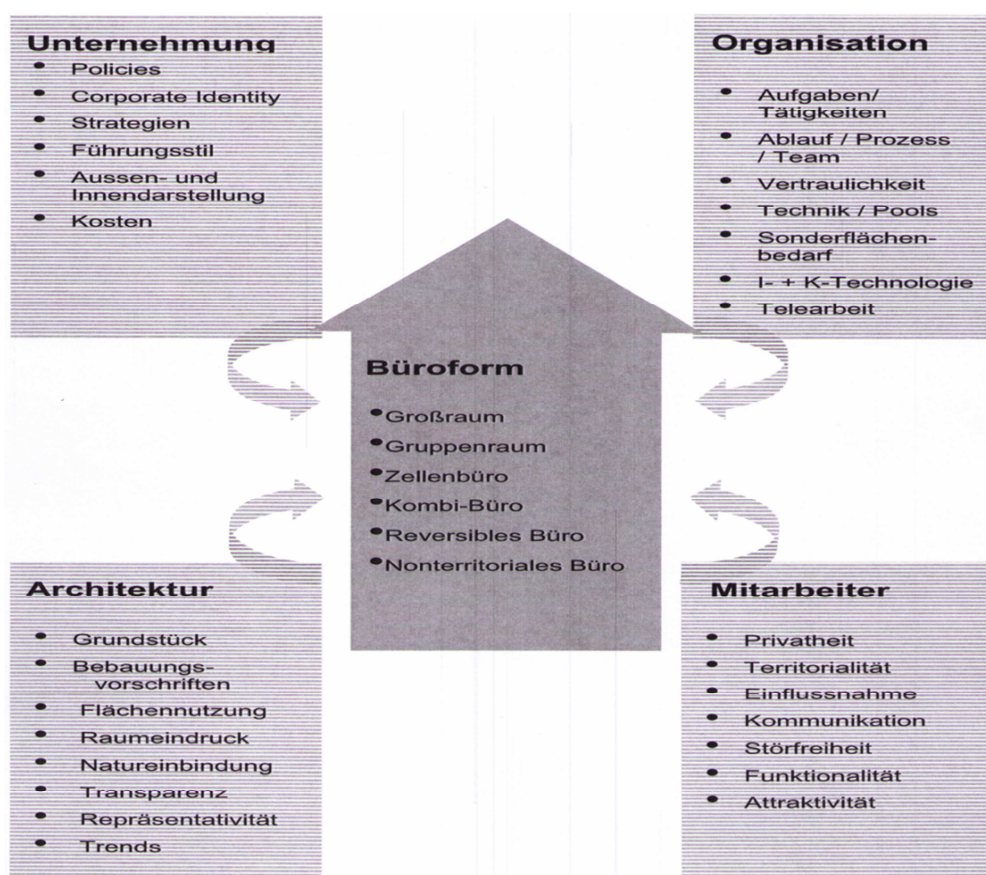 Unternehmung
• Policies
• Corporate Identity
• Strategien
• Führungsstil
• Aussen- und
Innendarstellung
• Kosten
Organisation
• Aufgaben/
Tätigkeiten
• Ablauf / Prozess
/ Team
• Vertraulichkeit
• Technik / Pools
• Sonderflächen-
bedarf
• I- + K-Technologie
• Telearbeit
Büroform
•Großraum
•Gruppenraum
•Zellenbüro
•Kombi-Büro
•Reversibles Büro
•Nonterritoriales Büro
Architektur
• Grundstück
• Bebauungs-
vorschriften
• Flächennutzung
• Raumeindruck
• Natureinbindung
• Transparenz
• Repräsentativität
• Trends
Mitarbeiter
• Privatheit
• Territorialität
• Einflussnahme
• Kommunikation
• Störfreiheit
• Funktionalität
• Attraktivität